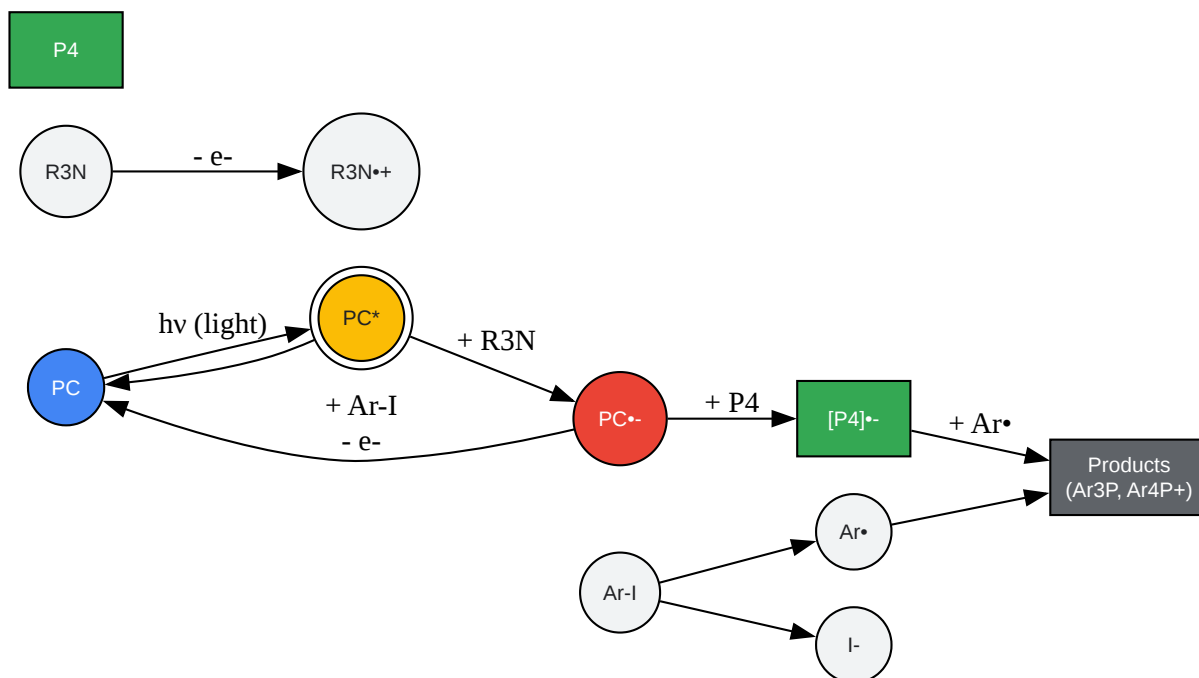 P4
R3N
- e-
R3N•+
hν (light)
PC*
+ R3N
PC
+ Ar-I
- e-
PC•-
+ P4
[P4]•-
+ Ar•
Products
(Ar3P, Ar4P+)
Ar•
Ar-I
I-